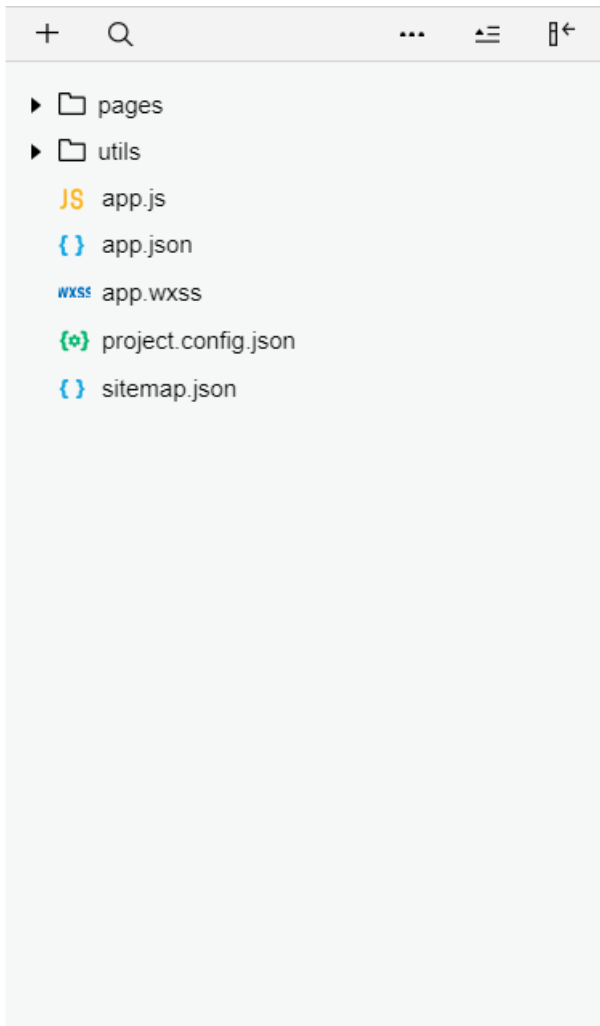 pages
utils
JS app.js
{ } app.json
wxss app.wxss
{ } project.config.json
{ } sitemap.json